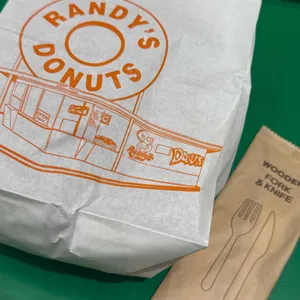 RANDY'S
DONUTS
DONUTS
WOODEN
FORK
& KNIFE